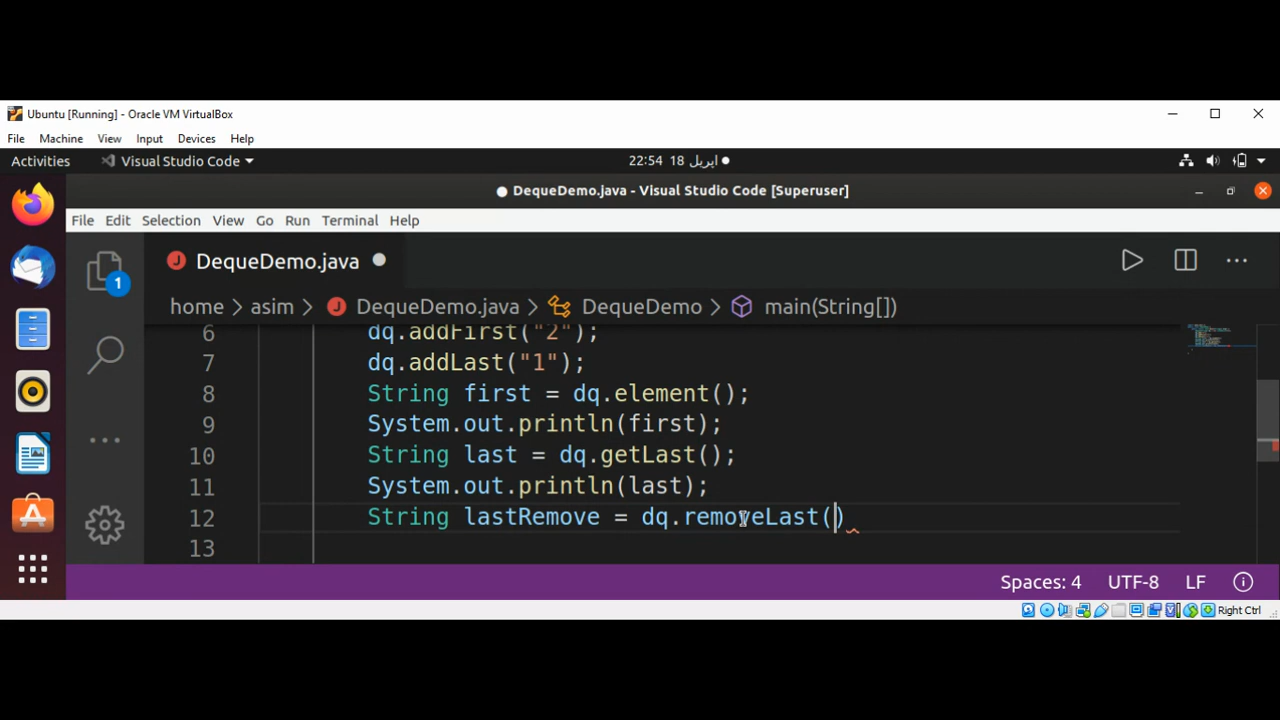 Ubuntu [Running] - Oracle VM VirtualBox
File Machine View Input Devices Help
Activities Visual Studio Code 22:54 18 اپریل
DequeDemo.java - Visual Studio Code [Superuser]
File Edit Selection View Go Run Terminal Help
1 J DequeDemo.java
home > asim > J DequeDemo.java > DequeDemo > main(String[])
6 dq.addFirst("2");
7 dq.addLast("1");
8 String first = dq.element();
9 System.out.println(first);
10 String last = dq.getLast();
11 System.out.println(last);
12 String lastRemove = dq.removeLast()
13
Spaces: 4 UTF-8 LF
Right Ctrl